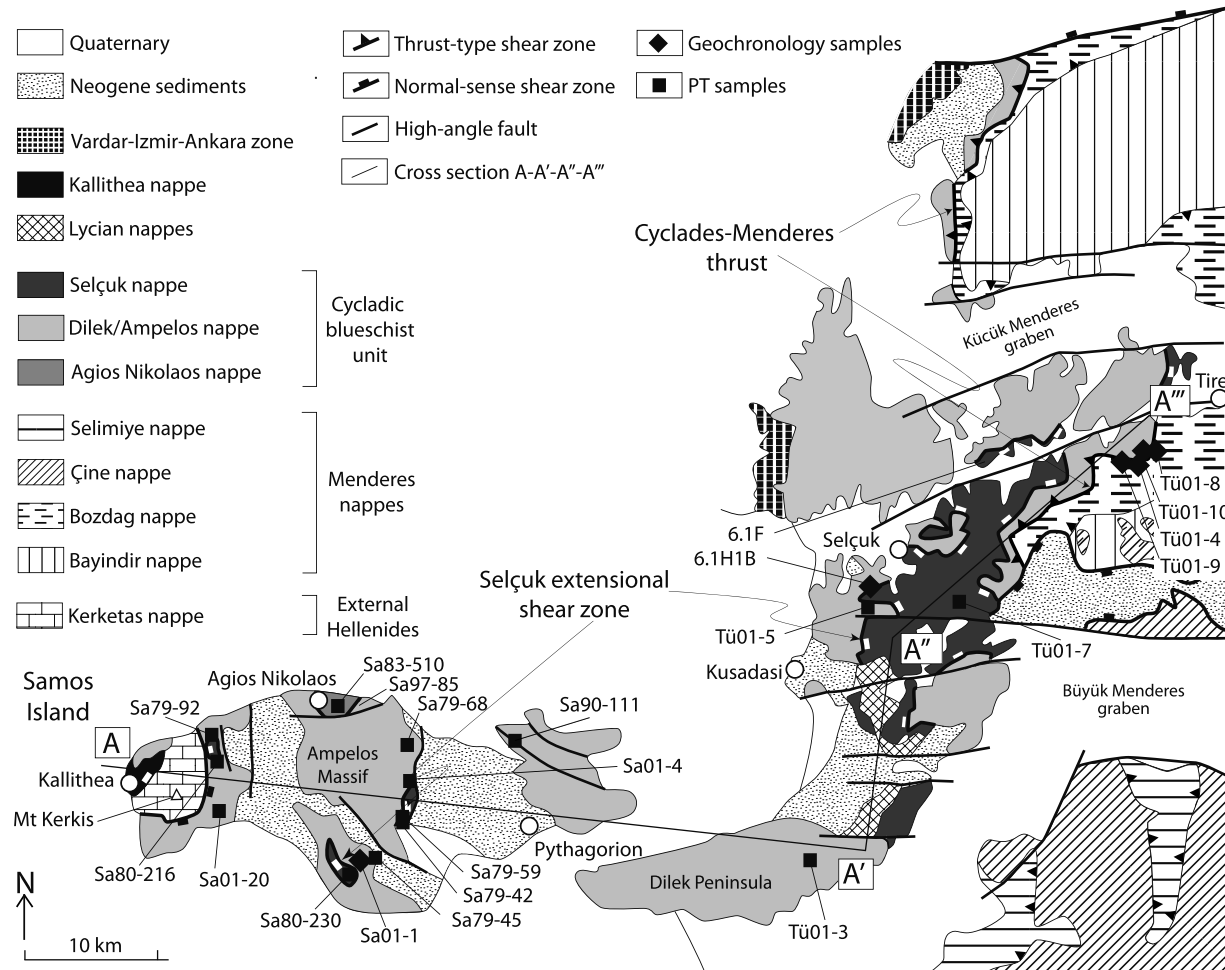 Quaternary
Neogene sediments
Vardar-Izmir-Ankara zone
Kallithea nappe
Lycian nappes
Selçuk nappe
Dilek/Ampelos nappe
Agios Nikolaos nappe
Cycladic
blueschist
unit
Selimiye nappe
Çine nappe
Bozdag nappe
Bayindir nappe
Menderes
nappes
Kerketas nappe
External
Hellenides
Thrust-type shear zone
Normal-sense shear zone
High-angle fault
Cross section A-A′-A″-A‴
Geochronology samples
PT samples
Cyclades-Menderes
thrust
Kücük Menderes
graben
Tire
A‴
Tü01-8
Tü01-10
Tü01-4
Tü01-9
6.1F
Selçuk
6.1H1B
Selçuk extensional
shear zone
Tü01-5
A″
Tü01-7
Kusadasi
Büyük Menderes
graben
Samos
Island
Agios Nikolaos
Sa83-510
Sa97-85
Sa79-68
Sa79-92
Sa90-111
A
Ampelos
Massif
Kallithea
Sa01-4
Mt Kerkis
Pythagorion
Sa80-216
Sa01-20
Sa79-59
Sa79-42
Sa79-45
Sa80-230
Sa01-1
Dilek Peninsula
A′
Tü01-3
N
10 km